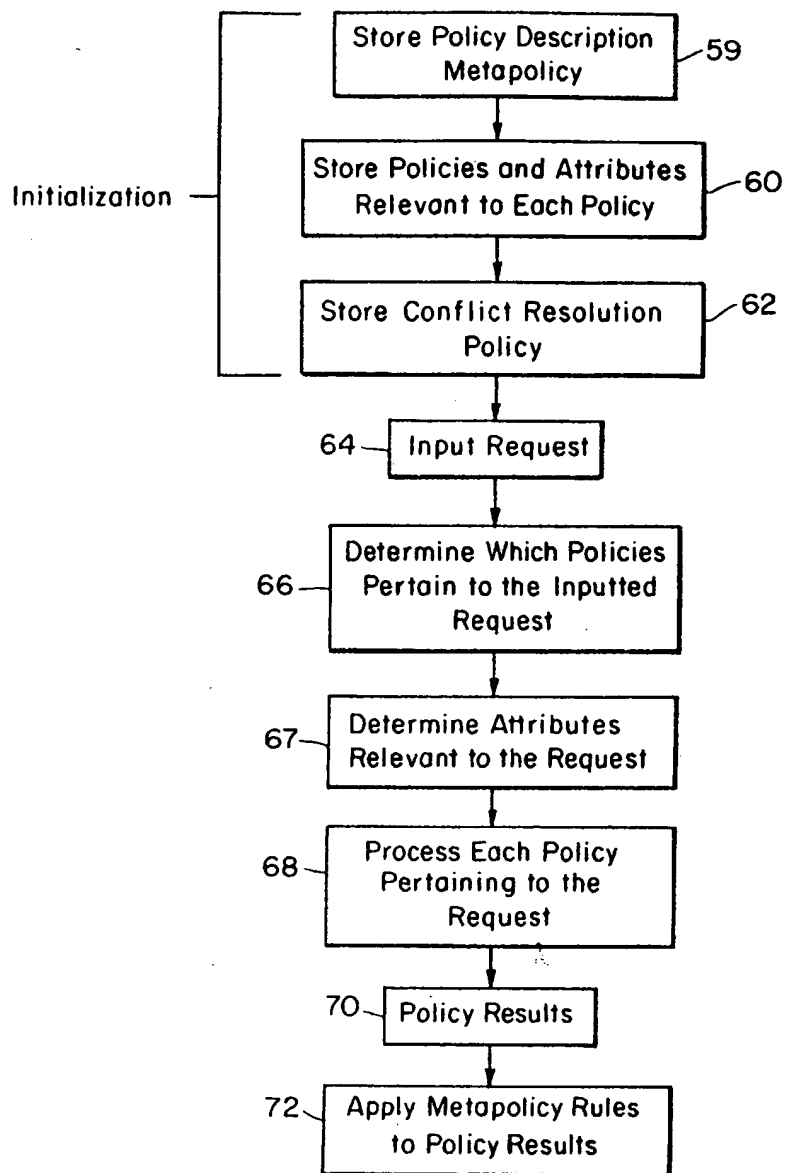 Store Policy Description
Metapolicy
59
Store Policies and Attributes
Relevant to Each Policy
60
Initialization
Store Conflict Resolution
Policy
62
64
Input Request
66
Determine Which Policies
Pertain to the Inputted
Request
67
Determine Attributes
Relevant to the Request
68
Process Each Policy
Pertaining to the
Request
70
Policy Results
72
Apply Metapolicy Rules
to Policy Results